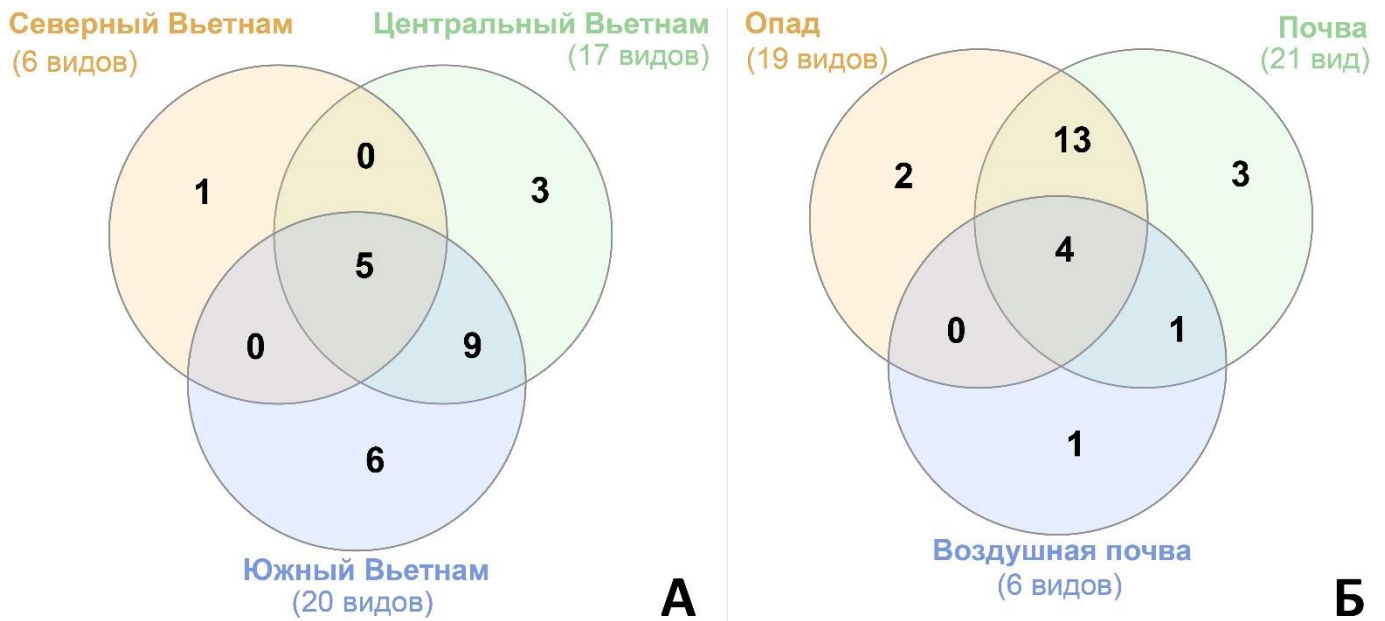 Северный Вьетнам
(6 видов)
Центральный Вьетнам
(17 видов)
1
0
3
5
0
9
6
Южный Вьетнам
(20 видов)
А
Опад
(19 видов)
Почва
(21 вид)
2
13
3
4
0
1
1
Воздушная почва
(6 видов)
Б